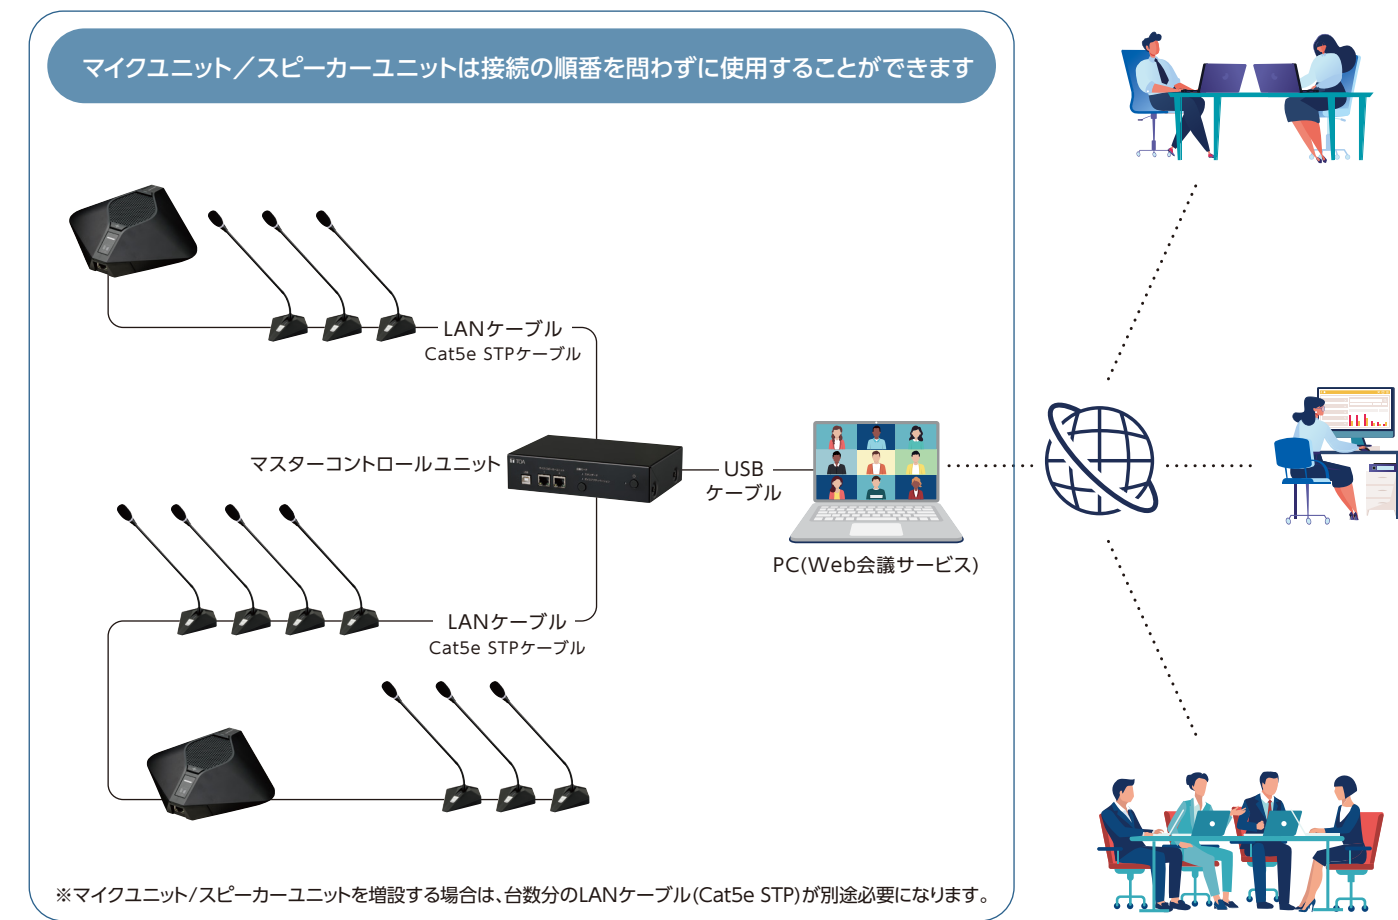 マイクユニット／スピーカーユニットは接続の順番を問わずに使用することができます
LANケーブル
Cat5e STPケーブル
マスターコントロールユニット
TOA
USB
ケーブル
PC(Web会議サービス)
LANケーブル
Cat5e STPケーブル
※マイクユニット/スピーカーユニットを増設する場合は、台数分のLANケーブル(Cat5e STP)が別途必要になります。